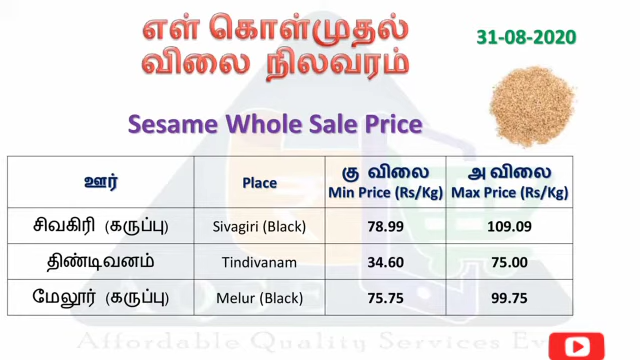 எள் கொள்முதல்
விலை நிலவரம்
31-08-2020
Sesame Whole Sale Price
ஊர் Place கு விலை Min Price (Rs/Kg) அ விலை Max Price (Rs/Kg)
சிவகிரி (கருப்பு) Sivagiri (Black) 78.99 109.09
திண்டிவனம் Tindivanam 34.60 75.00
மேலூர் (கருப்பு) Melur (Black) 75.75 99.75
Affordable Quality Services Ev